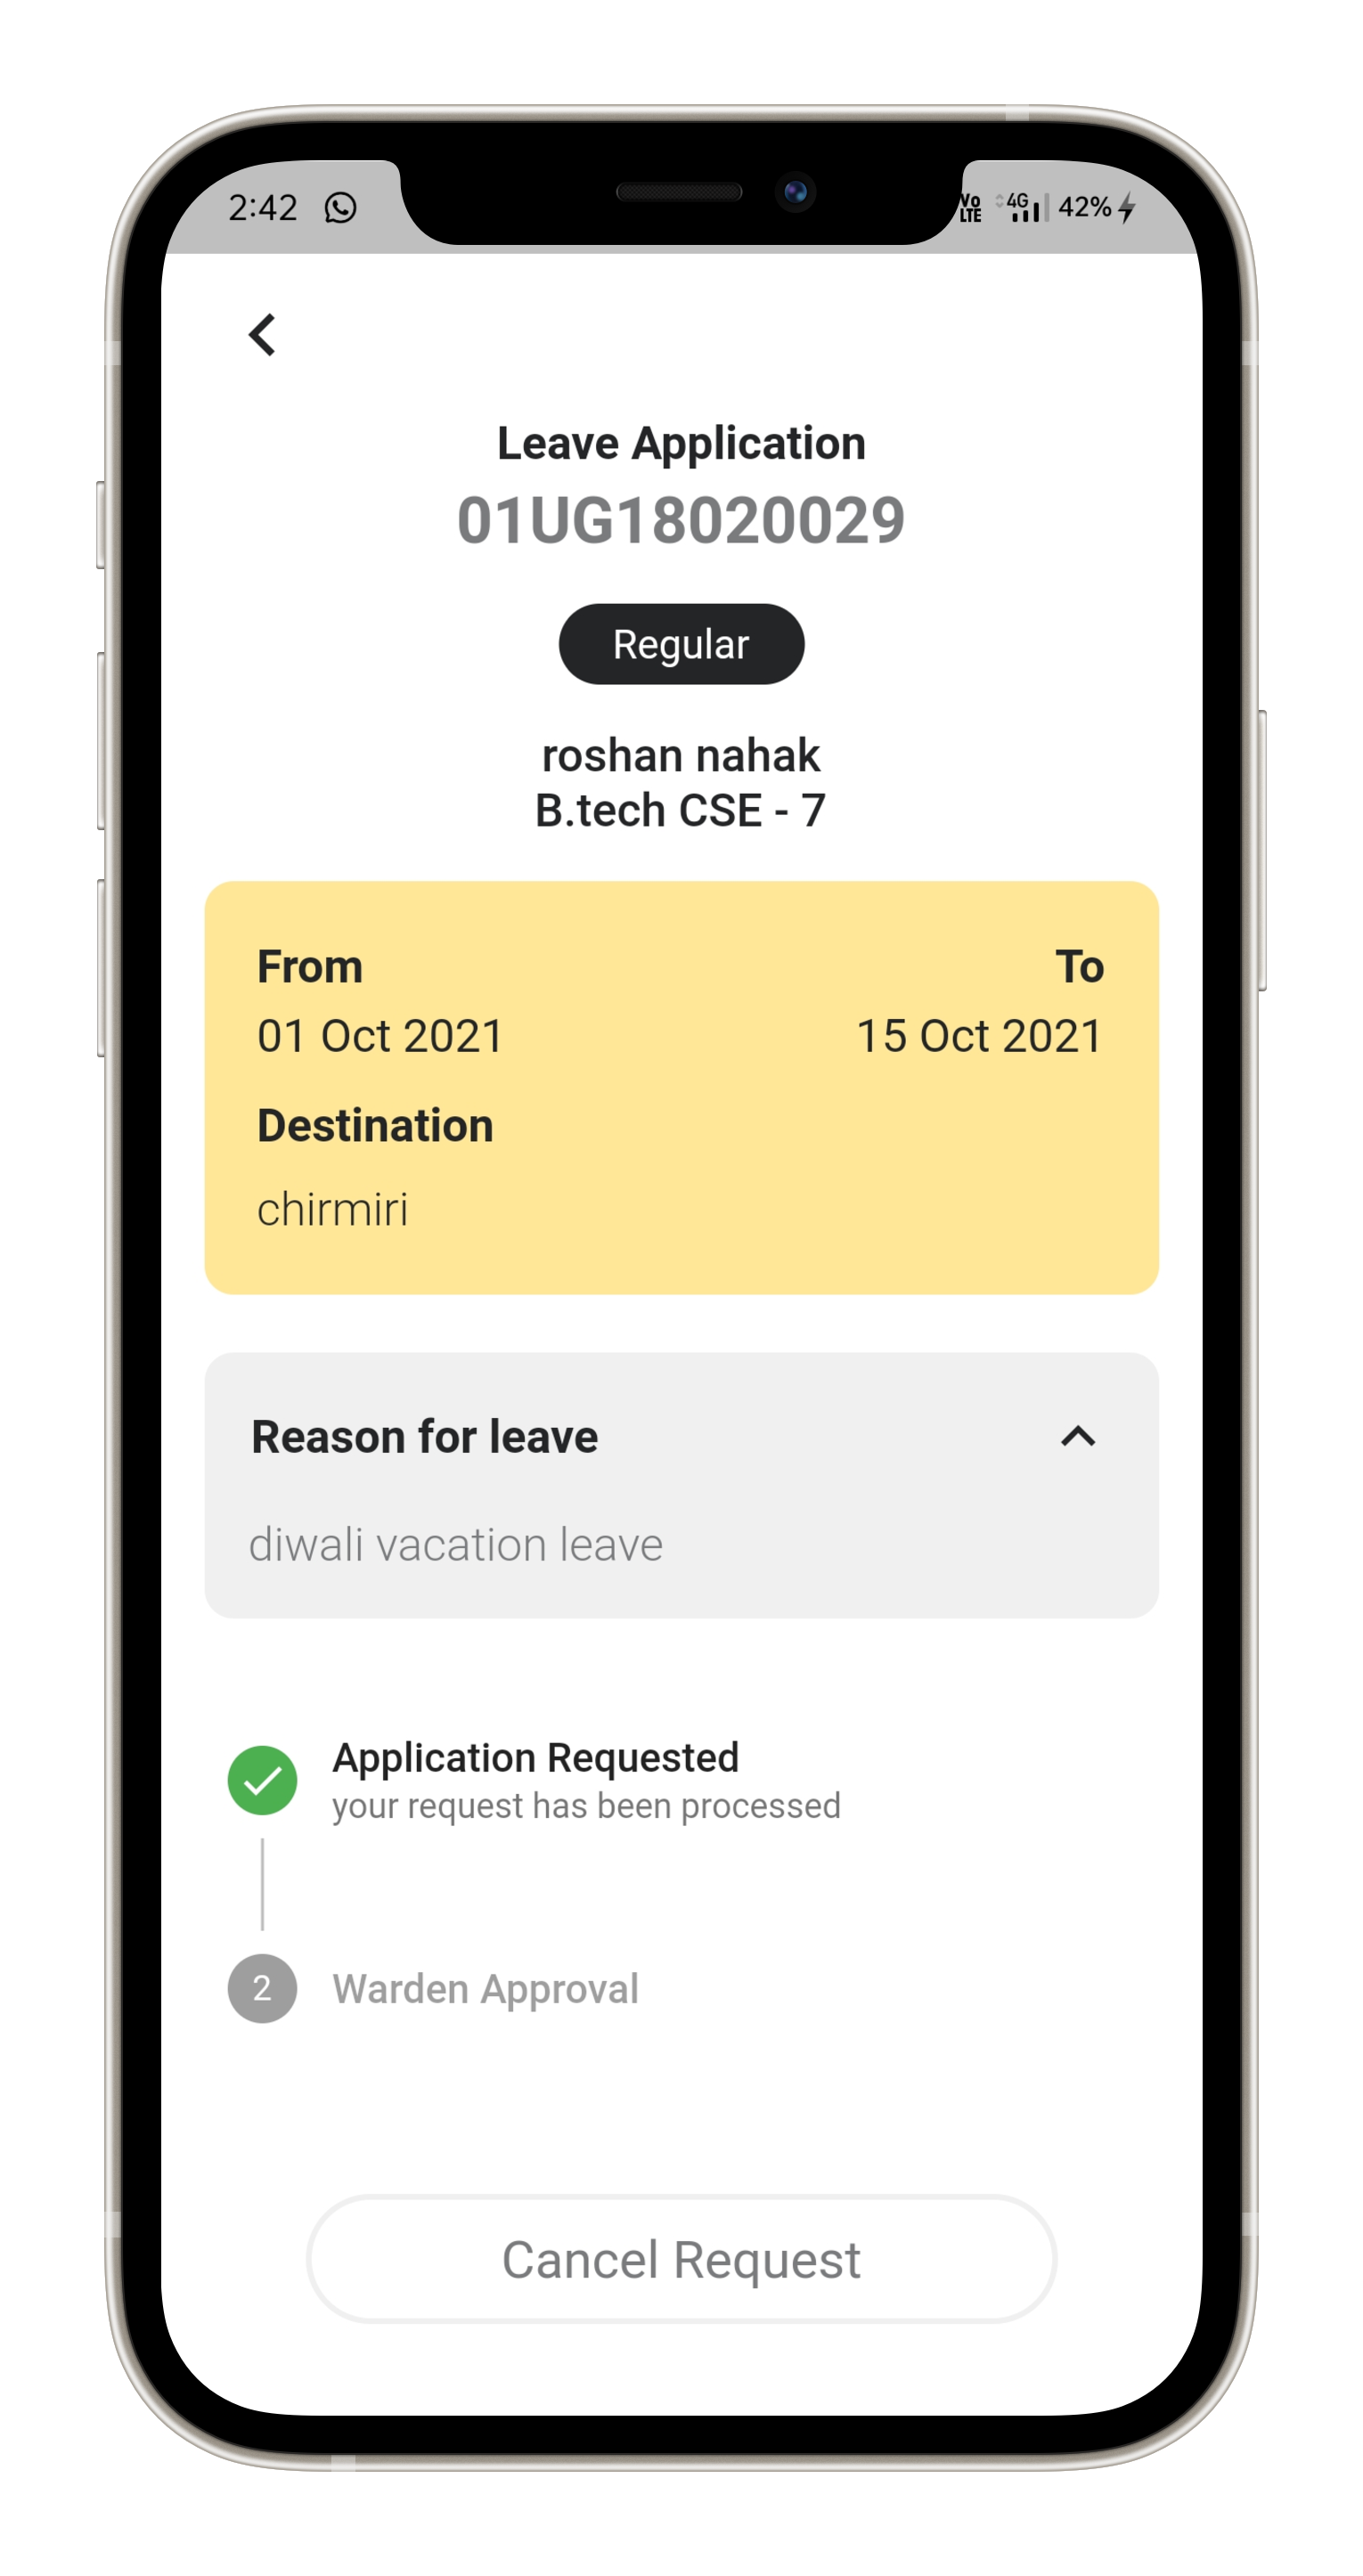 2:42
Vo
LTE
4G
42%
Leave Application
01UG18020029
Regular
roshan nahak
B.tech CSE - 7
From To
01 Oct 2021 15 Oct 2021
Destination
chirmiri
Reason for leave
diwali vacation leave
Application Requested
your request has been processed
2 Warden Approval
Cancel Request